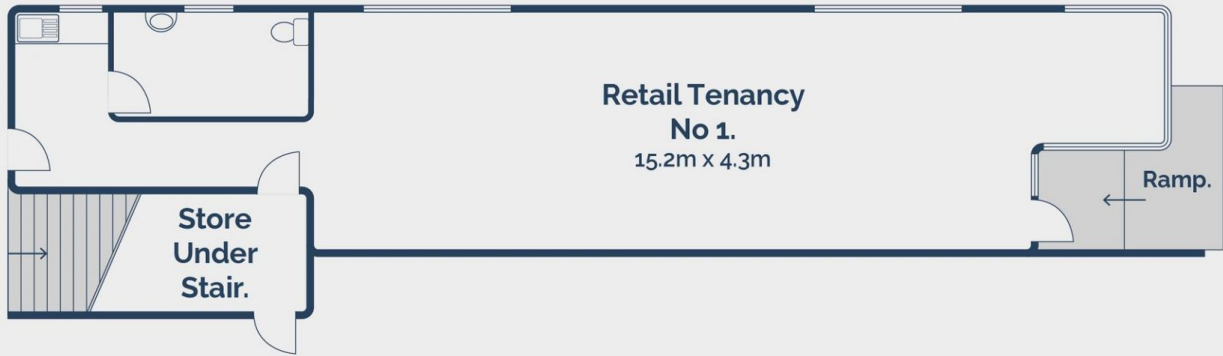 Retail Tenancy
No 1.
15.2m x 4.3m
Ramp.
Store
Under
Stair.